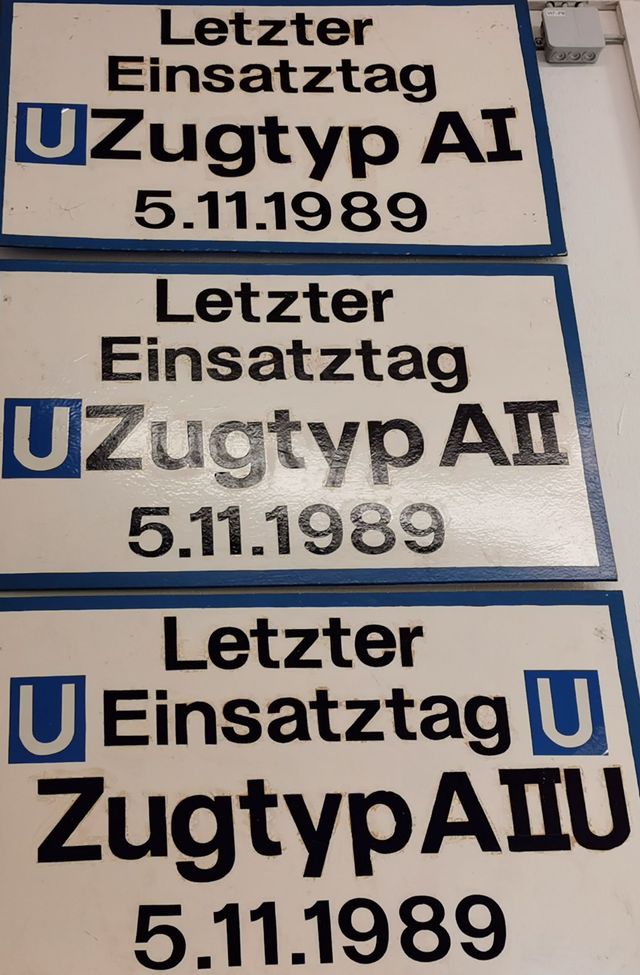 Letzter
Einsatztag
U Zugtyp AI
5.11.1989
Letzter
Einsatztag
U Zugtyp AII
5.11.1989
Letzter
U Einsatztag U
Zugtyp AIIU
5.11.1989